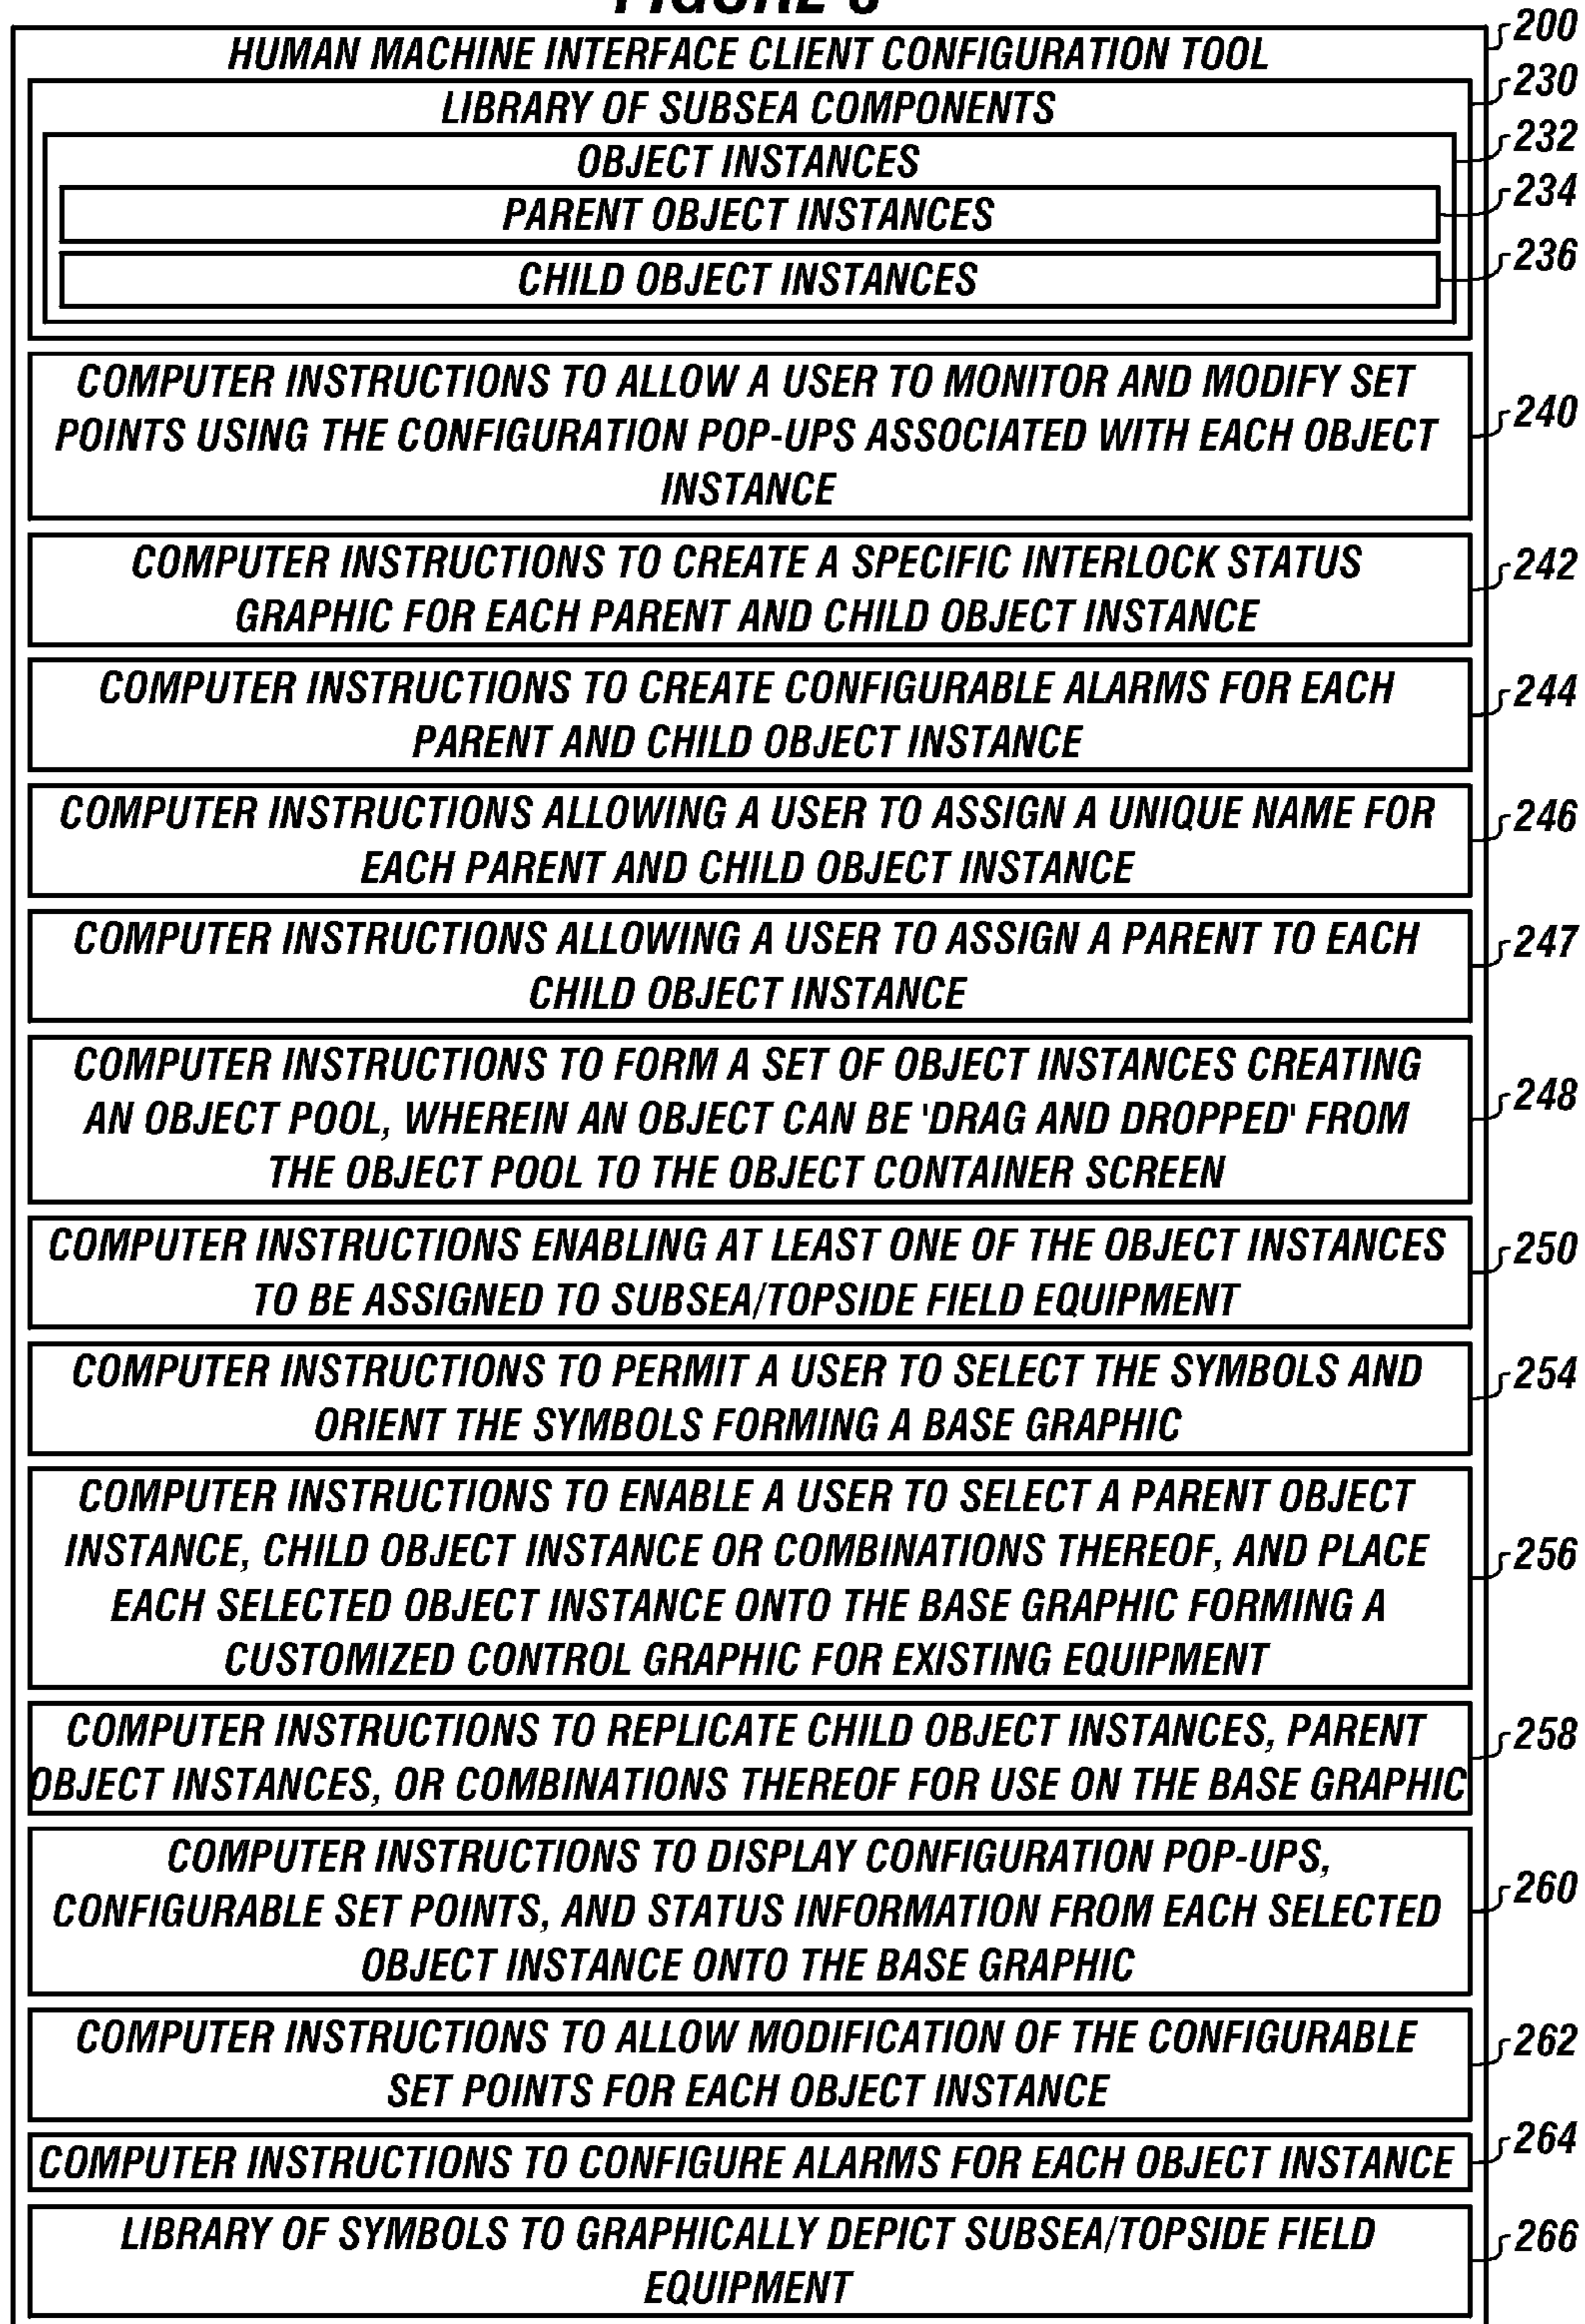 HUMAN MACHINE INTERFACE CLIENT CONFIGURATION TOOL
200
LIBRARY OF SUBSEA COMPONENTS
230
OBJECT INSTANCES
232
PARENT OBJECT INSTANCES
234
CHILD OBJECT INSTANCES
236
COMPUTER INSTRUCTIONS TO ALLOW A USER TO MONITOR AND MODIFY SET
POINTS USING THE CONFIGURATION POP-UPS ASSOCIATED WITH EACH OBJECT
INSTANCE
240
COMPUTER INSTRUCTIONS TO CREATE A SPECIFIC INTERLOCK STATUS
GRAPHIC FOR EACH PARENT AND CHILD OBJECT INSTANCE
242
COMPUTER INSTRUCTIONS TO CREATE CONFIGURABLE ALARMS FOR EACH
PARENT AND CHILD OBJECT INSTANCE
244
COMPUTER INSTRUCTIONS ALLOWING A USER TO ASSIGN A UNIQUE NAME FOR
EACH PARENT AND CHILD OBJECT INSTANCE
246
COMPUTER INSTRUCTIONS ALLOWING A USER TO ASSIGN A PARENT TO EACH
CHILD OBJECT INSTANCE
247
COMPUTER INSTRUCTIONS TO FORM A SET OF OBJECT INSTANCES CREATING
AN OBJECT POOL, WHEREIN AN OBJECT CAN BE 'DRAG AND DROPPED' FROM
THE OBJECT POOL TO THE OBJECT CONTAINER SCREEN
248
COMPUTER INSTRUCTIONS ENABLING AT LEAST ONE OF THE OBJECT INSTANCES
TO BE ASSIGNED TO SUBSEA/TOPSIDE FIELD EQUIPMENT
250
COMPUTER INSTRUCTIONS TO PERMIT A USER TO SELECT THE SYMBOLS AND
ORIENT THE SYMBOLS FORMING A BASE GRAPHIC
254
COMPUTER INSTRUCTIONS TO ENABLE A USER TO SELECT A PARENT OBJECT
INSTANCE, CHILD OBJECT INSTANCE OR COMBINATIONS THEREOF, AND PLACE
EACH SELECTED OBJECT INSTANCE ONTO THE BASE GRAPHIC FORMING A
CUSTOMIZED CONTROL GRAPHIC FOR EXISTING EQUIPMENT
256
COMPUTER INSTRUCTIONS TO REPLICATE CHILD OBJECT INSTANCES, PARENT
OBJECT INSTANCES, OR COMBINATIONS THEREOF FOR USE ON THE BASE GRAPHIC
258
COMPUTER INSTRUCTIONS TO DISPLAY CONFIGURATION POP-UPS,
CONFIGURABLE SET POINTS, AND STATUS INFORMATION FROM EACH SELECTED
OBJECT INSTANCE ONTO THE BASE GRAPHIC
260
COMPUTER INSTRUCTIONS TO ALLOW MODIFICATION OF THE CONFIGURABLE
SET POINTS FOR EACH OBJECT INSTANCE
262
COMPUTER INSTRUCTIONS TO CONFIGURE ALARMS FOR EACH OBJECT INSTANCE
264
LIBRARY OF SYMBOLS TO GRAPHICALLY DEPICT SUBSEA/TOPSIDE FIELD
EQUIPMENT
266